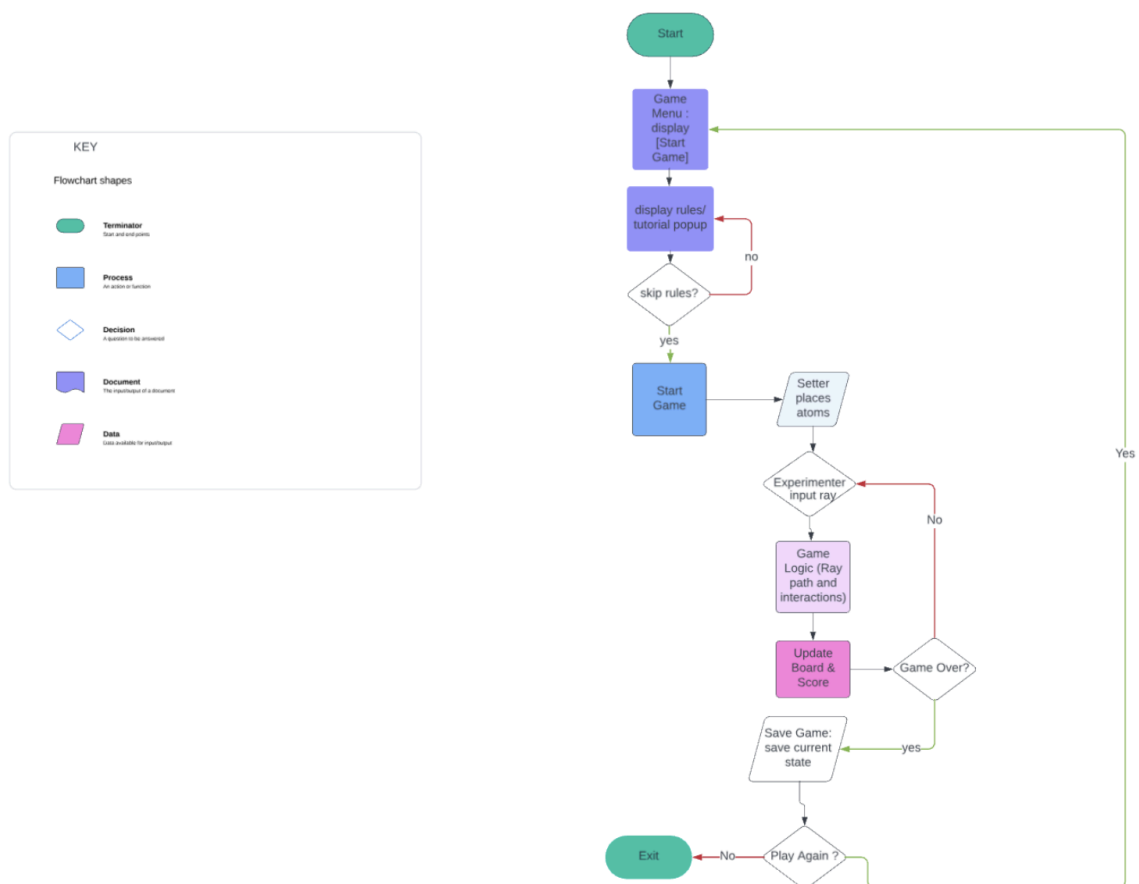 Start
Game
Menu :
display
[Start
Game]
KEY
Flowchart shapes
display rules/
tutorial popup
Terminator
Start and end points
no
Process
An action or function
skip rules?
Decision
A question to be answered
yes
Document
The input/output of a document
Start
Game
Setter
places
atoms
Data
Data available for input/output
Yes
Experimenter
input ray
No
Game
Logic (Ray
path and
interactions)
Update
Board &
Score
Game Over?
Save Game:
save current
state
yes
Exit
No
Play Again ?